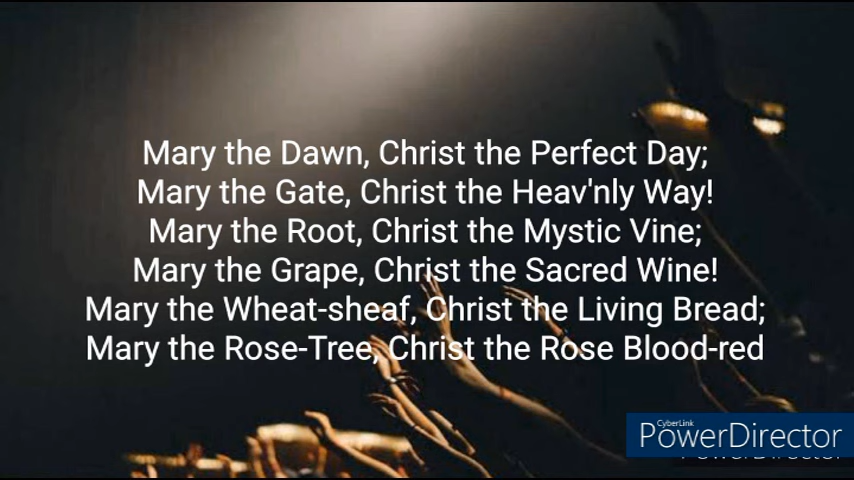 Mary the Dawn, Christ the Perfect Day;
Mary the Gate, Christ the Heav'nly Way!
Mary the Root, Christ the Mystic Vine;
Mary the Grape, Christ the Sacred Wine!
Mary the Wheat-sheaf, Christ the Living Bread;
Mary the Rose-Tree, Christ the Rose Blood-red
CyberLink
PowerDirector